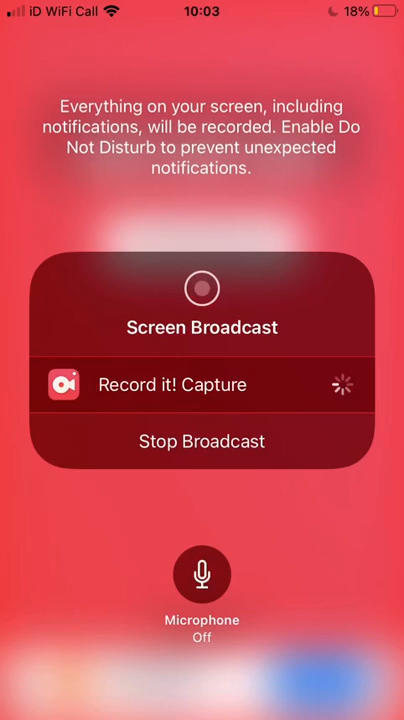 iD WiFi Call 10:03 18%
Everything on your screen, including
notifications, will be recorded. Enable Do
Not Disturb to prevent unexpected
notifications.
Screen Broadcast
Record it! Capture
Stop Broadcast
Microphone
Off